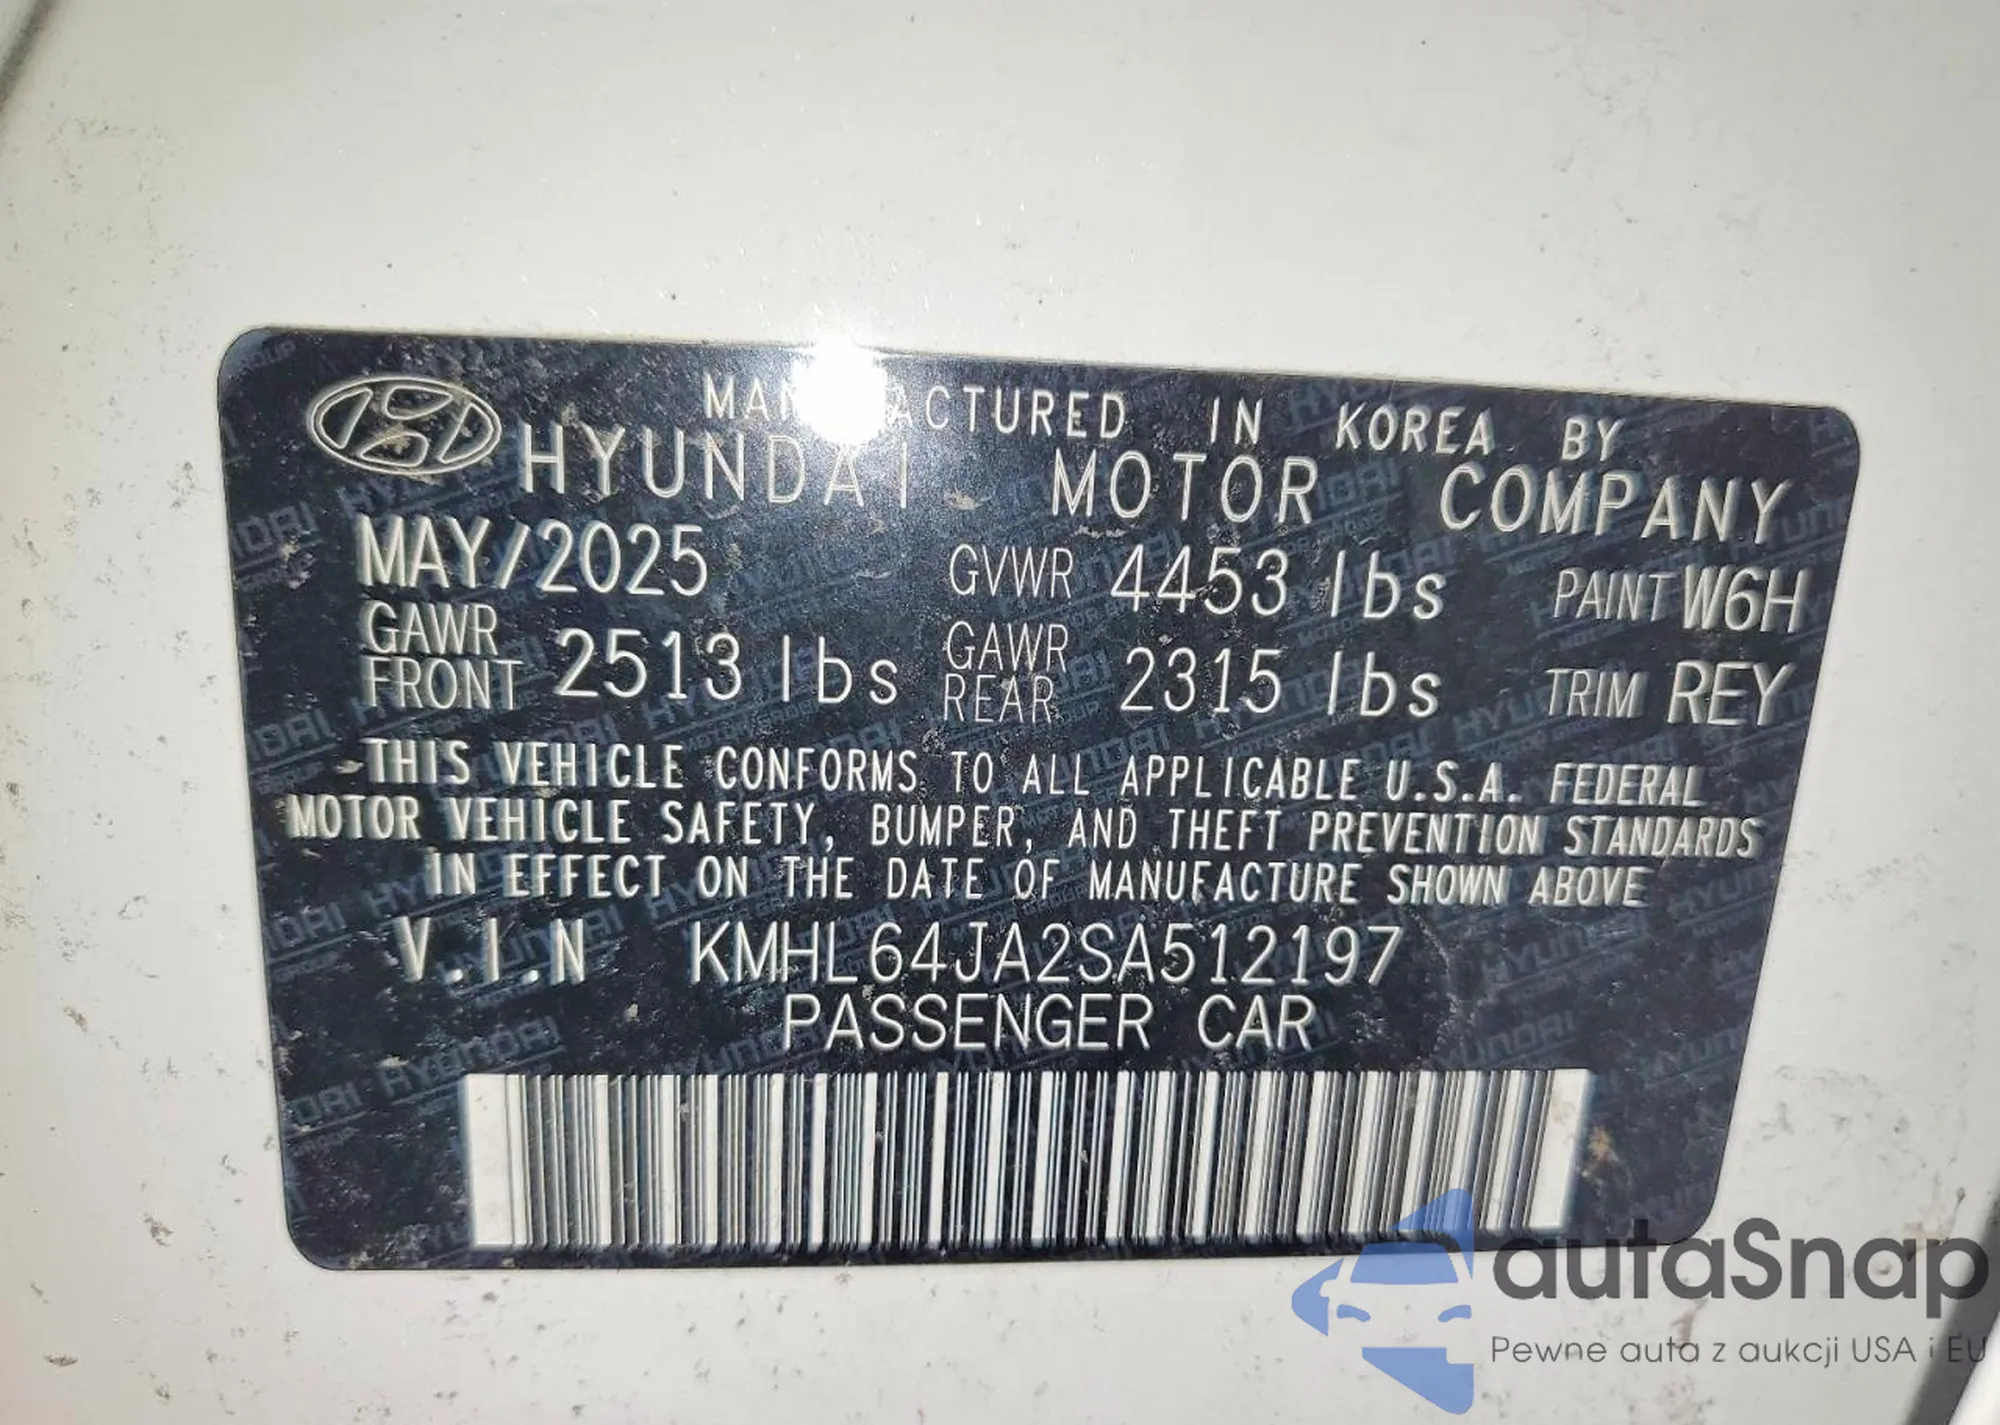 MANUFACTURED IN KOREA BY
HYUNDAI MOTOR COMPANY
MAY/2025 GVWR 4453 lbs PAINT W6H
GAWR FRONT 2513 lbs GAWR REAR 2315 lbs TRIM REY
THIS VEHICLE CONFORMS TO ALL APPLICABLE U.S.A. FEDERAL
MOTOR VEHICLE SAFETY, BUMPER, AND THEFT PREVENTION STANDARDS
IN EFFECT ON THE DATE OF MANUFACTURE SHOWN ABOVE
V.I.N KMHL64JA2SA512197
PASSENGER CAR
autaSnap
Pewne auta z aukcji USA i EU